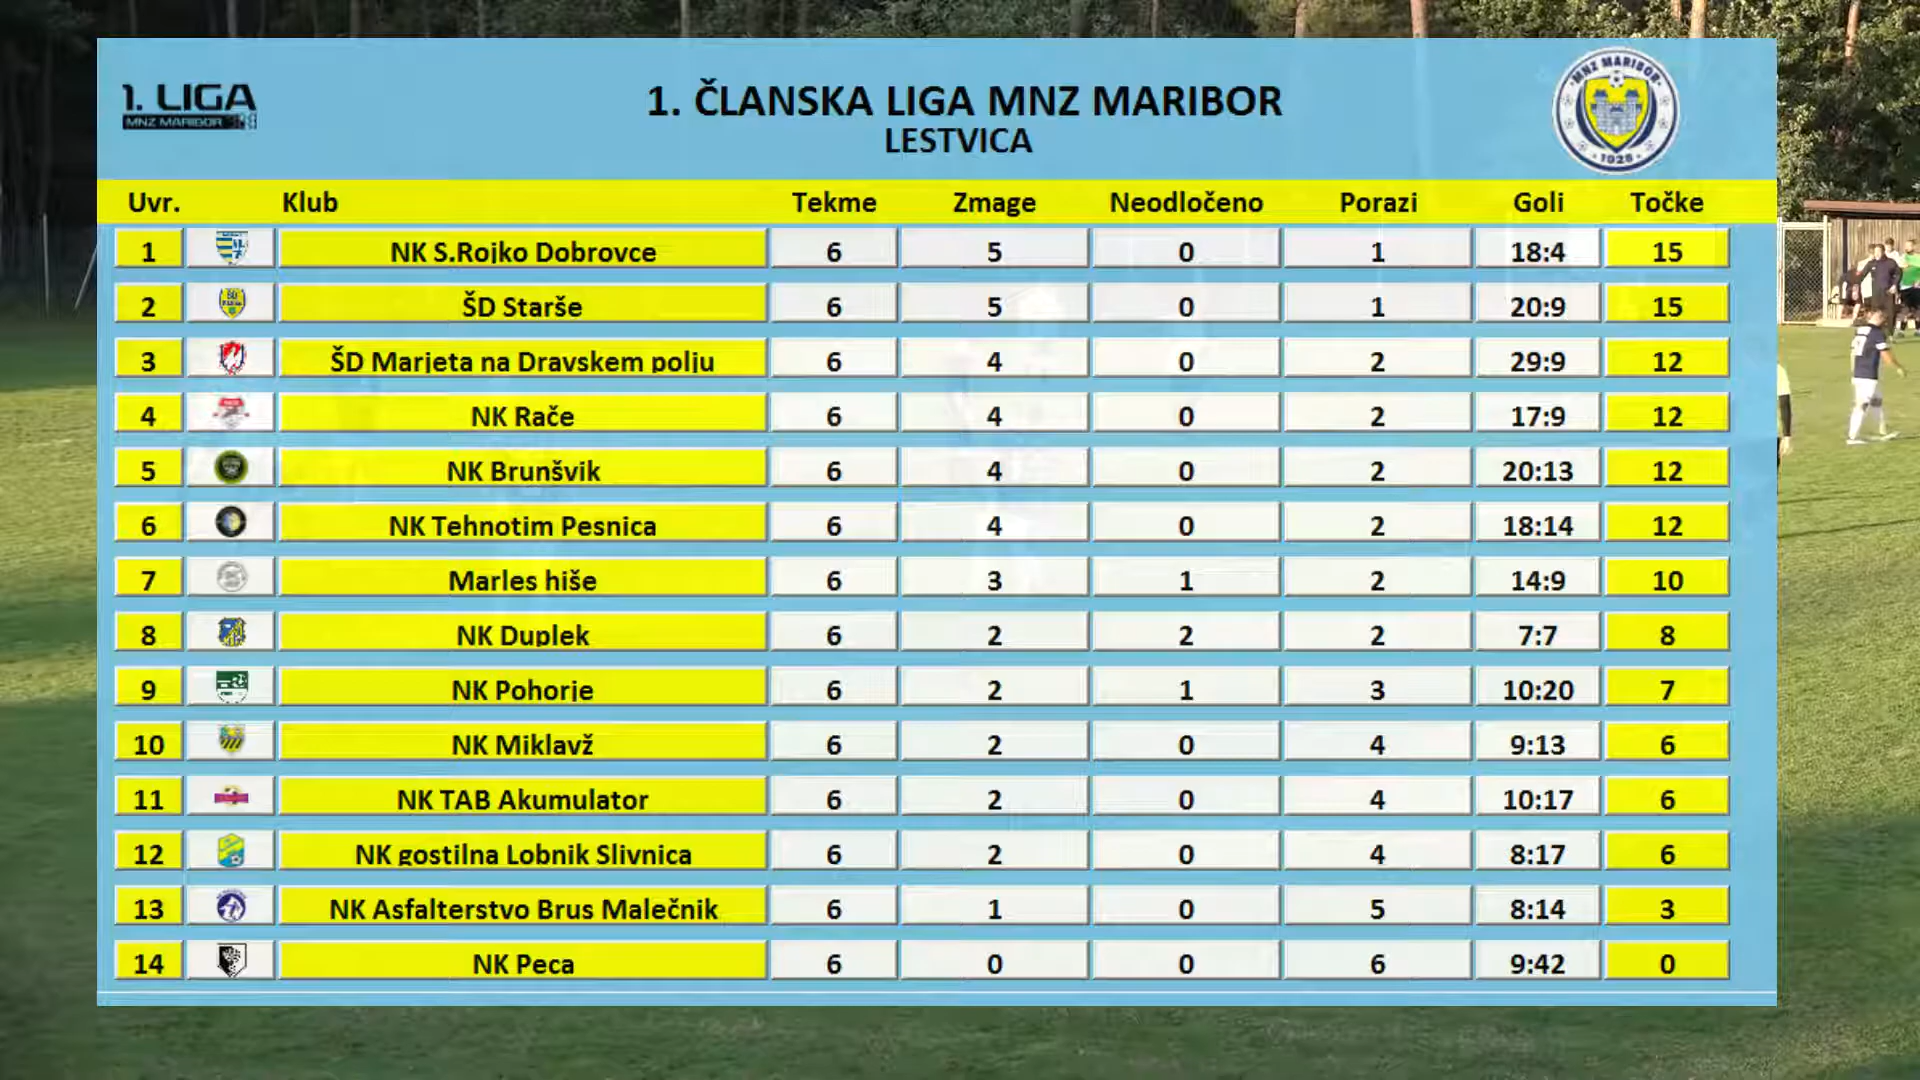 1. LIGA
MNZ MARIBOR
1. ČLANSKA LIGA MNZ MARIBOR
LESTVICA
MNZ MARIBOR
1928
Uvr. Klub Tekme Zmage Neodločeno Porazi Goli Točke
1 NK S.Rojko Dobrovce 6 5 0 1 18:4 15
2 ŠD Starše 6 5 0 1 20:9 15
3 ŠD Marjeta na Dravskem polju 6 4 0 2 29:9 12
4 NK Rače 6 4 0 2 17:9 12
5 NK Brunšvik 6 4 0 2 20:13 12
6 NK Tehnotim Pesnica 6 4 0 2 18:14 12
7 Marles hiše 6 3 1 2 14:9 10
8 NK Duplek 6 2 2 2 7:7 8
9 NK Pohorje 6 2 1 3 10:20 7
10 NK Miklavž 6 2 0 4 9:13 6
11 NK TAB Akumulator 6 2 0 4 10:17 6
12 NK gostilna Lobnik Slivnica 6 2 0 4 8:17 6
13 NK Asfalterstvo Brus Malečnik 6 1 0 5 8:14 3
14 NK Peca 6 0 0 6 9:42 0